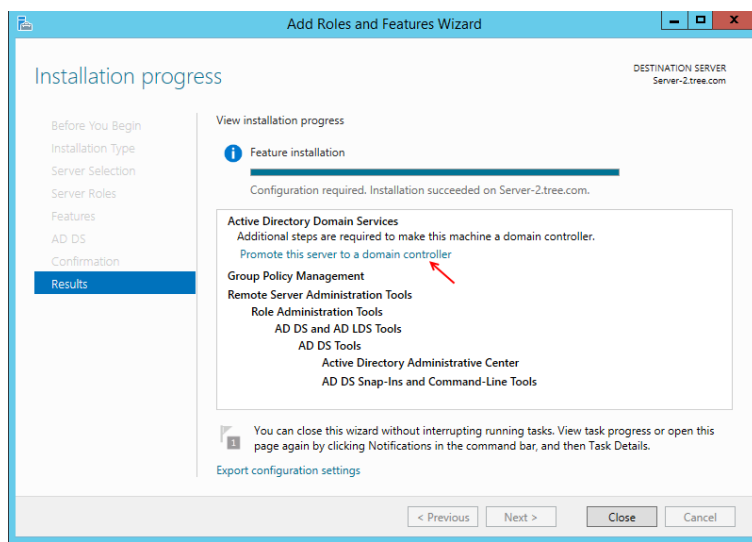 Add Roles and Features Wizard
Installation progress
DESTINATION SERVER
Server-2.tree.com
Before You Begin
Installation Type
Server Selection
Server Roles
Features
AD DS
Confirmation
Results
View installation progress
Feature installation
Configuration required. Installation succeeded on Server-2.tree.com.
Active Directory Domain Services
Additional steps are required to make this machine a domain controller.
Promote this server to a domain controller
Group Policy Management
Remote Server Administration Tools
Role Administration Tools
AD DS and AD LDS Tools
AD DS Tools
Active Directory Administrative Center
AD DS Snap-Ins and Command-Line Tools
1
You can close this wizard without interrupting running tasks. View task progress or open this
page again by clicking Notifications in the command bar, and then Task Details.
Export configuration settings
< Previous
Next >
Close
Cancel